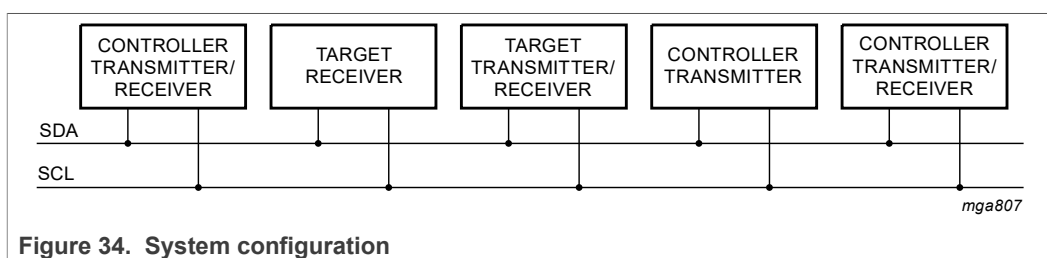 CONTROLLER
TRANSMITTER/
RECEIVER
TARGET
RECEIVER
TARGET
TRANSMITTER/
RECEIVER
CONTROLLER
TRANSMITTER
CONTROLLER
TRANSMITTER/
RECEIVER
SDA
SCL
mga807
Figure 34. System configuration